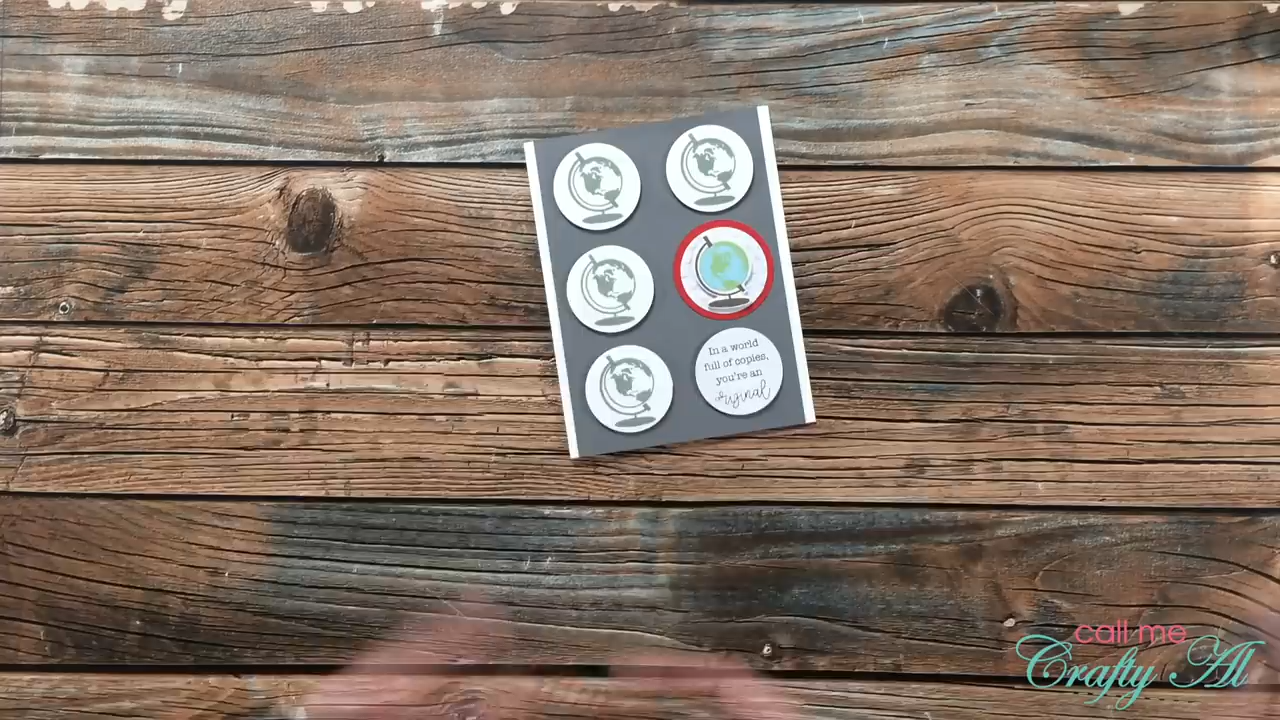 In a world
full of copies,
you're an
original
call me
Crafty Al